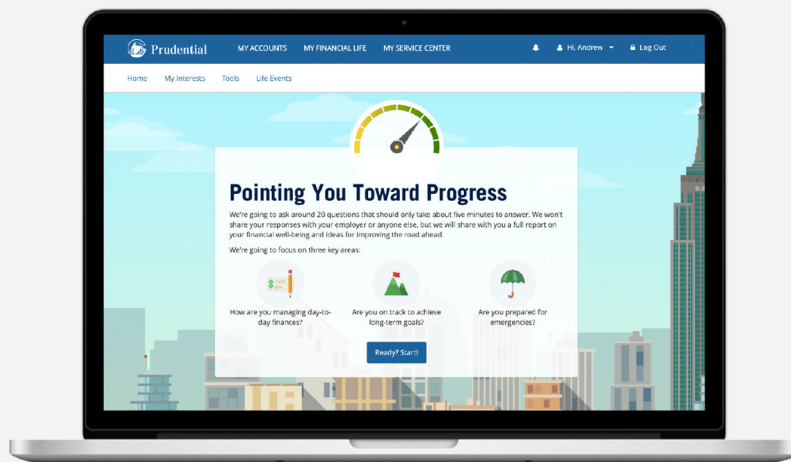 Prudential MY ACCOUNTS MY FINANCIAL LIFE MY SERVICE CENTER Hi, Andrew Log Out
Home My Interests Tools Life Events
Pointing You Toward Progress
We're going to ask around 20 questions that should only take about five minutes to answer. We won't
share your responses with your employer or anyone else, but we will share with you a full report on
your financial well-being and ideas for improving the road ahead.
We're going to focus on three key areas:
How are you managing day-to-
day finances?
Are you on track to achieve
long-term goals?
Are you prepared for
emergencies?
Ready? Start!